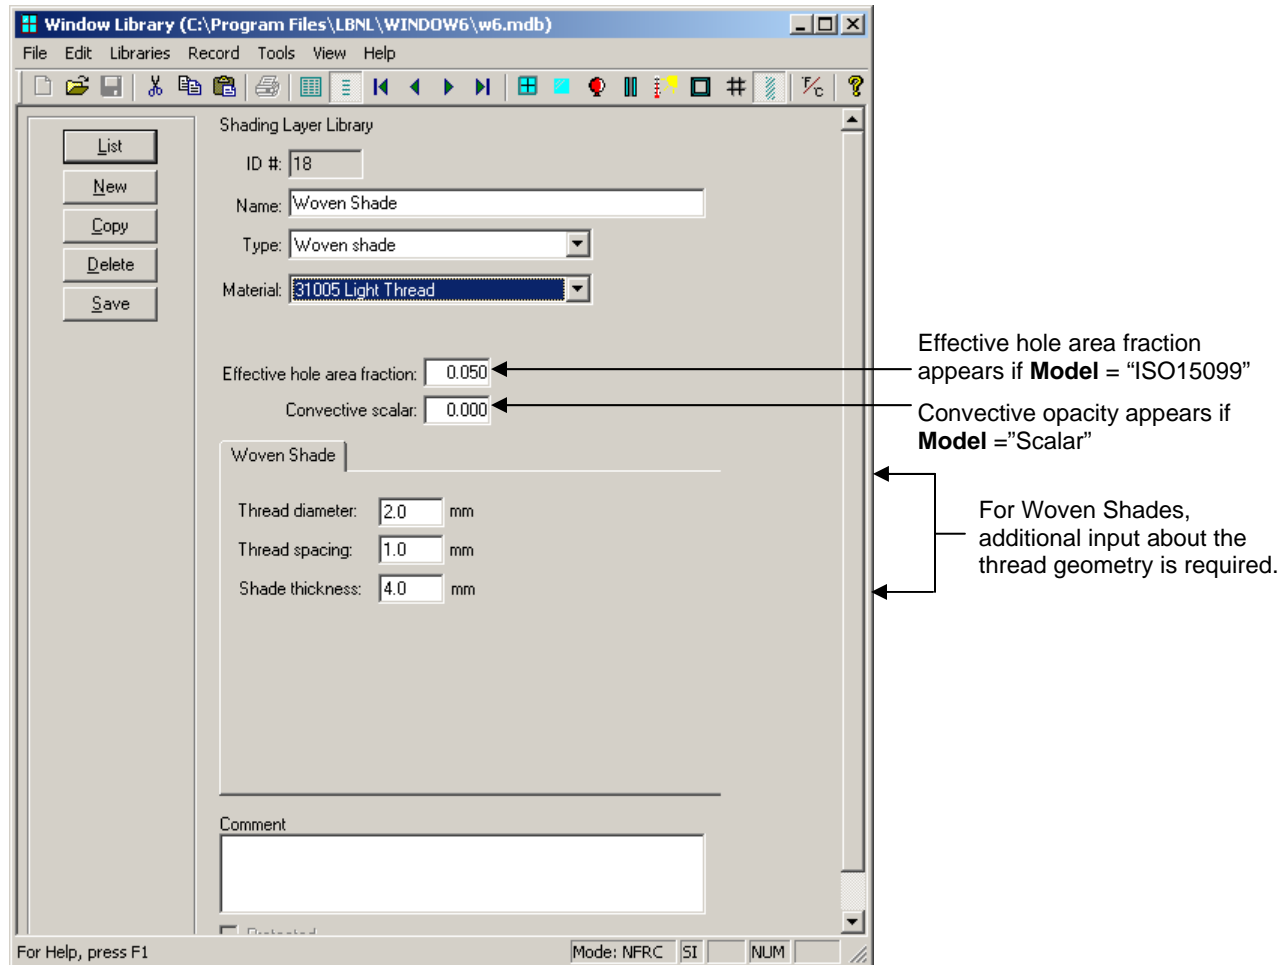 Window Library (C:\Program Files\LBNL\WINDOW6\w6.mdb)
File Edit Libraries Record Tools View Help
°F/°C
Shading Layer Library
List
ID #: 18
New
Name: Woven Shade
Copy
Type: Woven shade
Delete
Material: 31005 Light Thread
Save
Effective hole area fraction: 0.050
Convective scalar: 0.000
Effective hole area fraction
appears if Model = “ISO15099”
Convective opacity appears if
Model =”Scalar”
Woven Shade
Thread diameter: 2.0 mm
Thread spacing: 1.0 mm
Shade thickness: 4.0 mm
For Woven Shades,
additional input about the
thread geometry is required.
Comment
Protected
For Help, press F1
Mode: NFRC SI NUM